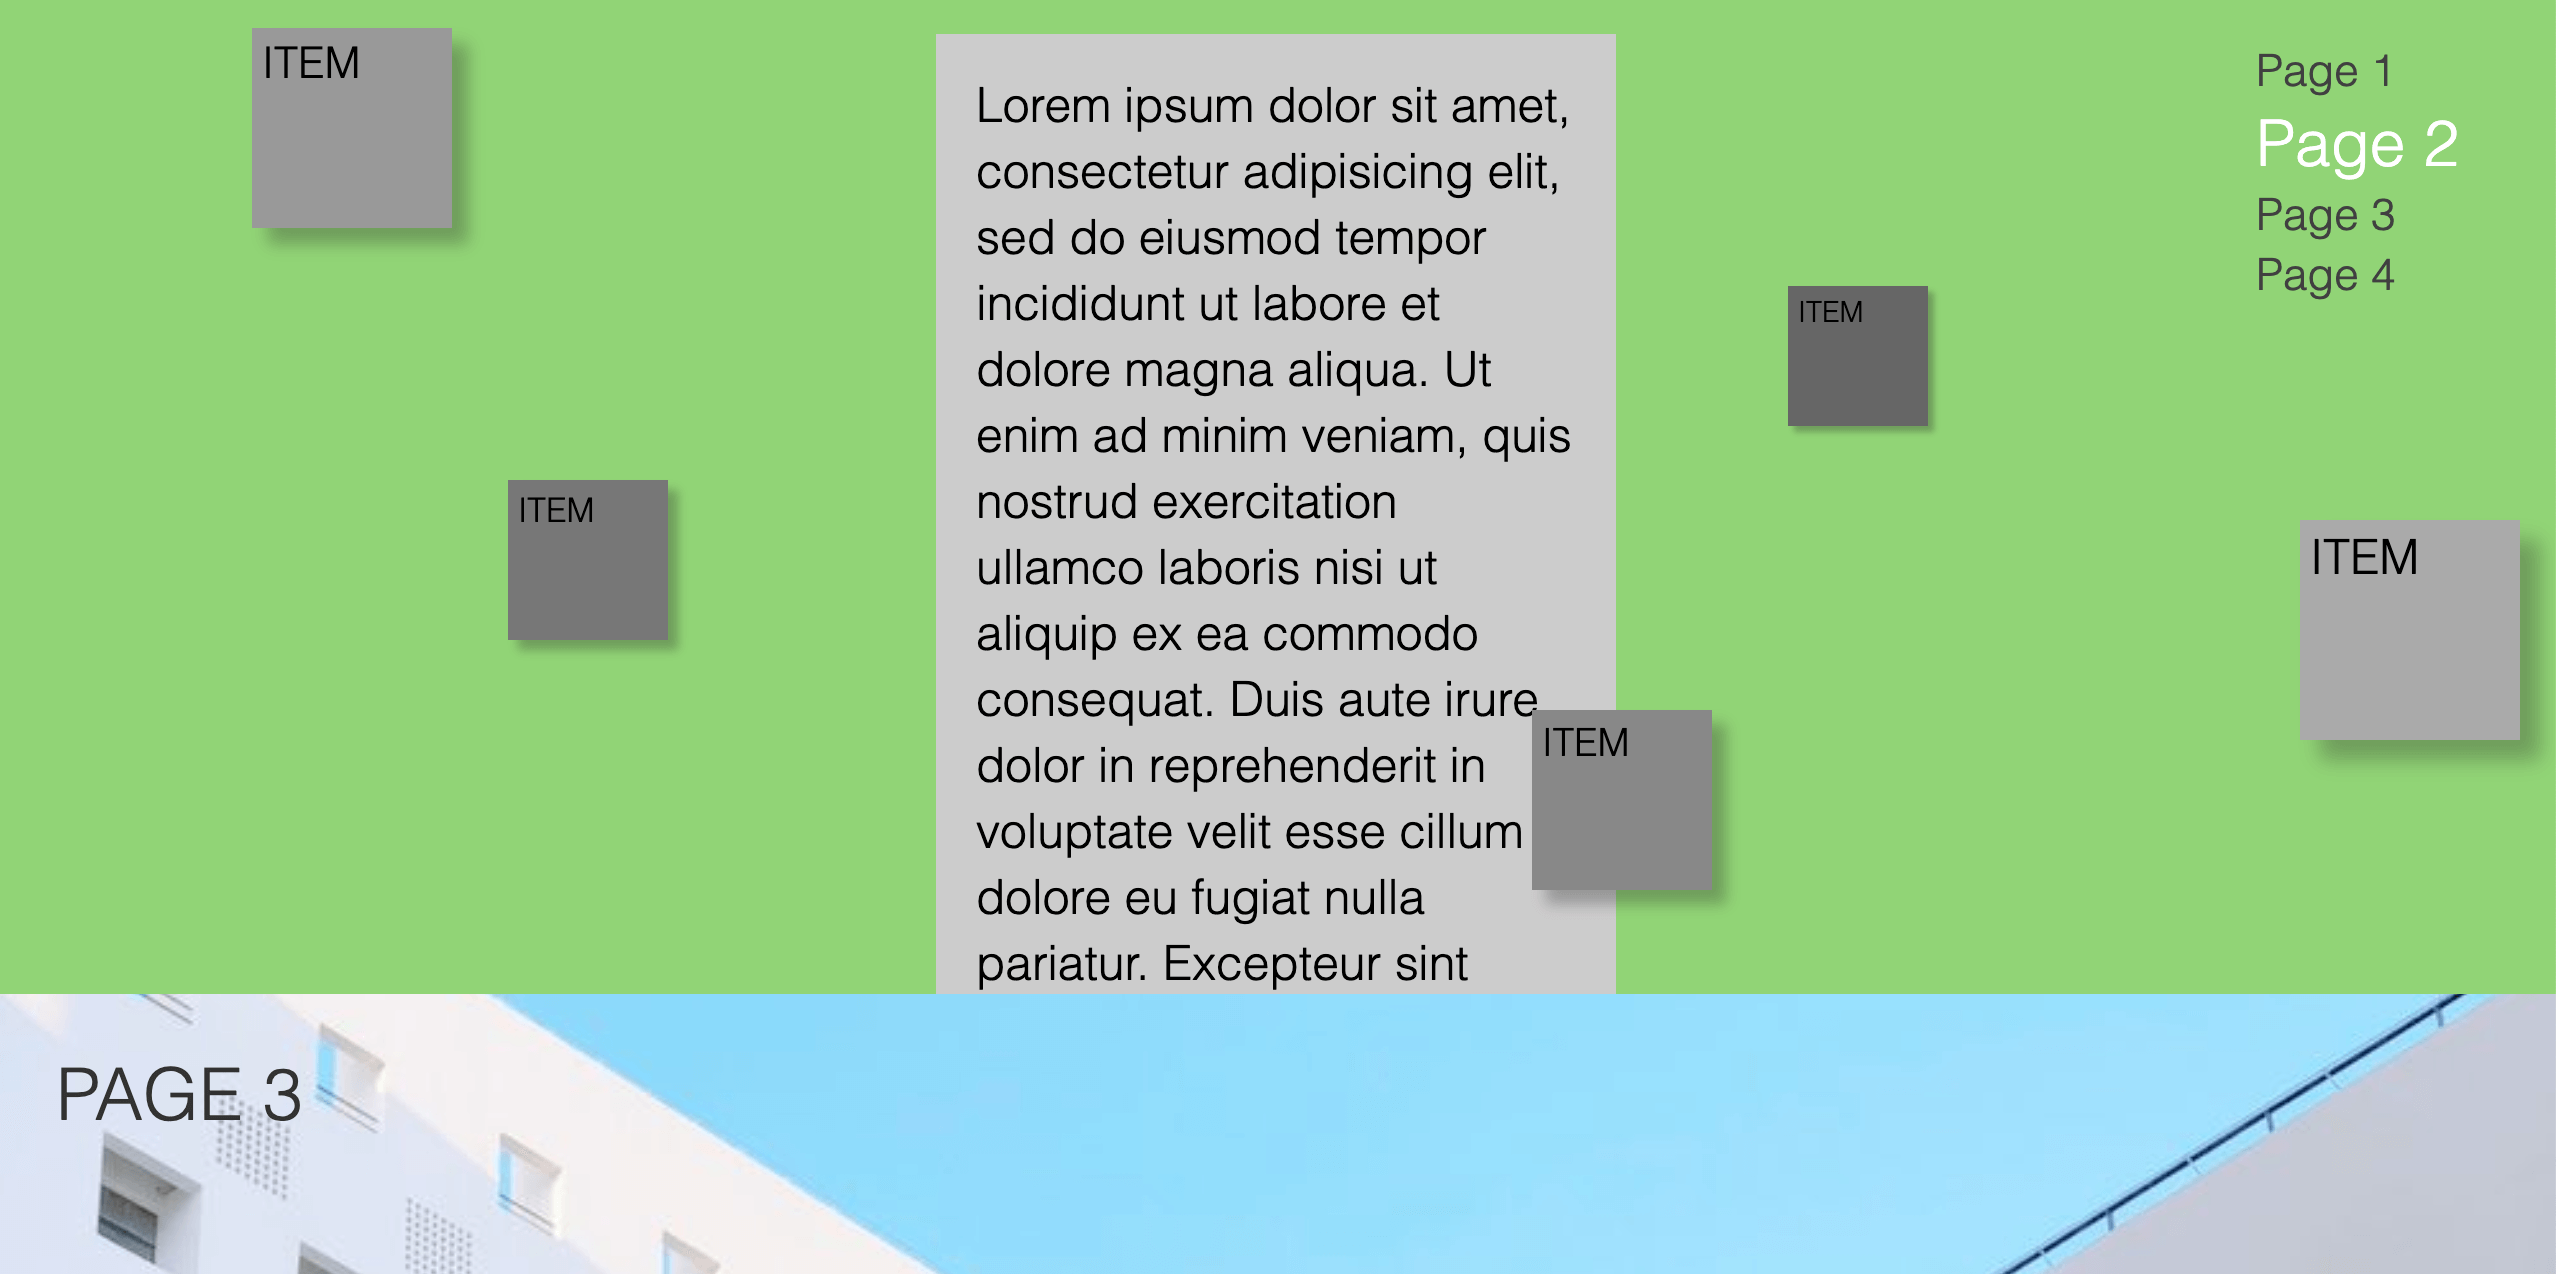 ITEM
ITEM
Lorem ipsum dolor sit amet,
consectetur adipisicing elit,
sed do eiusmod tempor
incididunt ut labore et
dolore magna aliqua. Ut
enim ad minim veniam, quis
nostrud exercitation
ullamco laboris nisi ut
aliquip ex ea commodo
consequat. Duis aute irure
dolor in reprehenderit in
voluptate velit esse cillum
dolore eu fugiat nulla
pariatur. Excepteur sint
ITEM
ITEM
Page 1
Page 2
Page 3
Page 4
ITEM
PAGE 3